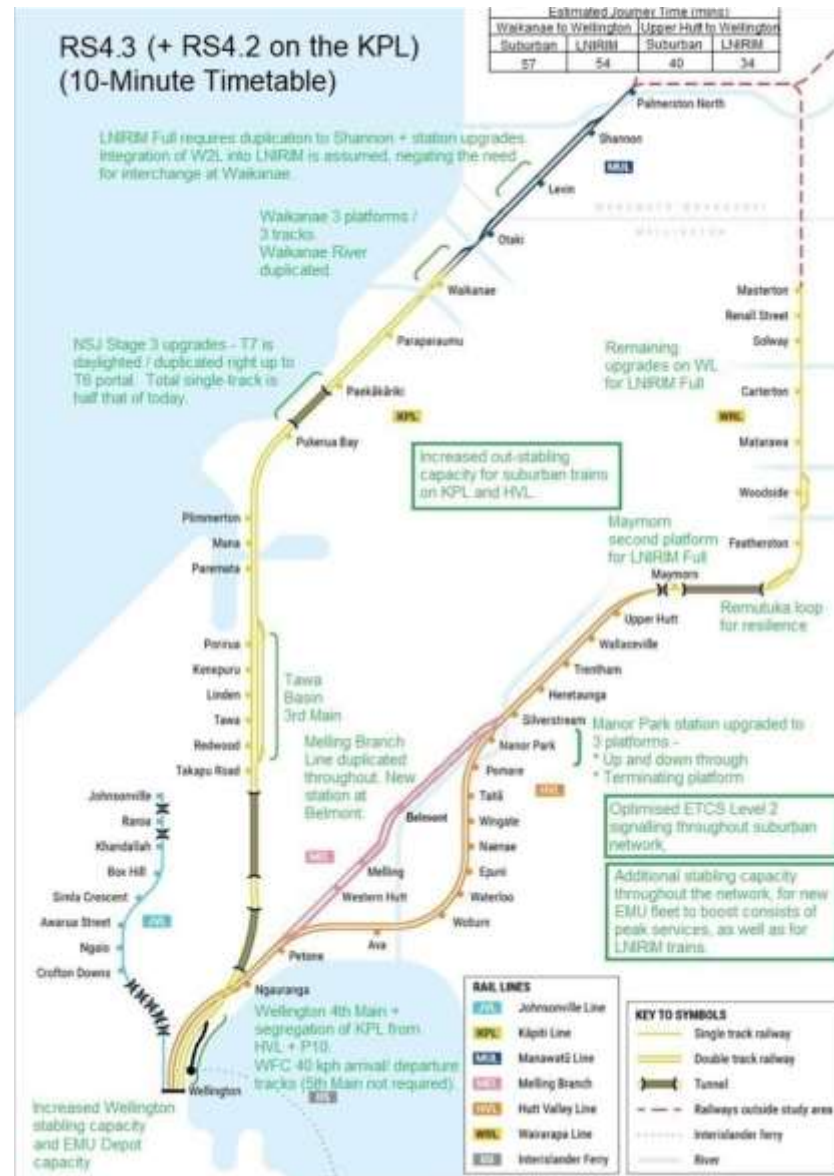 RS4.3 (+ RS4.2 on the KPL)
(10-Minute Timetable)
Estimated Journey Time (mins)
Waikanae to Wellington Upper Hutt to Wellington
Suburban LNIRIM Suburban LNIRIM
57 54 40 34
Palmerston North
LNIRIM Full requires duplication to Shannon + station upgrades.
Integration of W2L into LNIRIM is assumed, negating the need
for interchange at Waikanae.
Shannon
MUL
Levin
Waikanae 3 platforms /
3 tracks.
Waikanae River
duplicated.
WELLINGTON
Otaki
Waikanae
Masterton
Renall Street
Solway
NSJ Stage 3 upgrades - T7 is
daylighted / duplicated right up to
T6 portal. Total single-track is
half that of today.
Paraparaumu
Remaining
upgrades on WL
for LNIRIM Full
Paekākāriki
Carterton
KPL
WRL
Pukerua Bay
Matarawa
Increased out-stabling
capacity for suburban trains
on KPL and HVL.
Woodside
Plimmerton
Mana
Paremata
Maymorn
second platform
for LNIRIM Full
Featherston
Maymorn
Remutuka loop
for resilience
Upper Hutt
Wallaceville
Trentham
Heretaunga
Silverstream
Porirua
Kenepuru
Linden
Tawa
Redwood
Takapu Road
Tawa
Basin
3rd Main
Melling Branch
Line duplicated
throughout. New
station at
Belmont.
Manor Park
Manor Park station upgraded to
3 platforms -
* Up and down through
* Terminating platform
Pomare
Taitā
HVL
Wingate
Naenae
Epuni
Waterloo
Woburn
Belmont
MEL
Melling
Western Hutt
Optimised ETCS Level 2
signalling throughout suburban
network,
Additional stabling capacity
throughout the network, for new
EMU fleet to boost consists of
peak services, as well as for
LNIRIM trains.
Johnsonville
Raroa
Khandallah
Box Hill
Simla Crescent
Awarua Street
JVL
Ngaio
Crofton Downs
Ava
Petone
Ngauranga
Wellington 4th Main +
segregation of KPL from
HVL + P10.
WFC 40 kph arrival/ departure
tracks (5th Main not required).
Wellington
Increased Wellington
stabling capacity
and EMU Depot
capacity
RAIL LINES
JVL Johnsonville Line
KPL Kāpiti Line
MUL Manawatū Line
MEL Melling Branch
HVL Hutt Valley Line
WRL Wairarapa Line
Interislander Ferry
KEY TO SYMBOLS
Single track railway
Double track railway
Tunnel
Railways outside study area
Interislander ferry
River